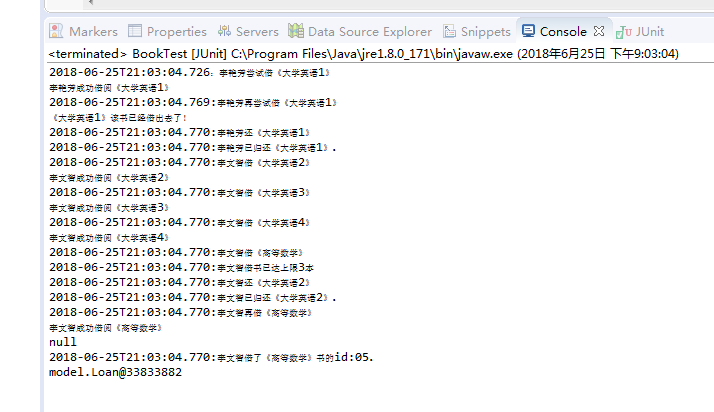 Markers Properties Servers Data Source Explorer Snippets Console JUnit
<terminated> BookTest [JUnit] C:\Program Files\Java\jre1.8.0_171\bin\javaw.exe (2018年6月25日 下午9:03:04)
2018-06-25T21:03:04.726：李艳芳尝试借《大学英语1》
李艳芳成功借阅《大学英语1》
2018-06-25T21:03:04.769:李艳芳再尝试借《大学英语1》
《大学英语1》该书已经借出去了!
2018-06-25T21:03:04.770:李艳芳还《大学英语1》
2018-06-25T21:03:04.770:李艳芳已归还《大学英语1》.
2018-06-25T21:03:04.770:李文智借《大学英语2》
李文智成功借阅《大学英语2》
2018-06-25T21:03:04.770:李文智借《大学英语3》
李文智成功借阅《大学英语3》
2018-06-25T21:03:04.770:李文智借《大学英语4》
李文智成功借阅《大学英语4》
2018-06-25T21:03:04.770:李文智借《高等数学》
2018-06-25T21:03:04.770:李文智借书已达上限3本
2018-06-25T21:03:04.770:李文智还《大学英语2》
2018-06-25T21:03:04.770:李文智已归还《大学英语2》.
2018-06-25T21:03:04.770:李文智再借《高等数学》
李文智成功借阅《高等数学》
null
2018-06-25T21:03:04.770:李文智借了《高等数学》书的id:05.
model.Loan@33833882